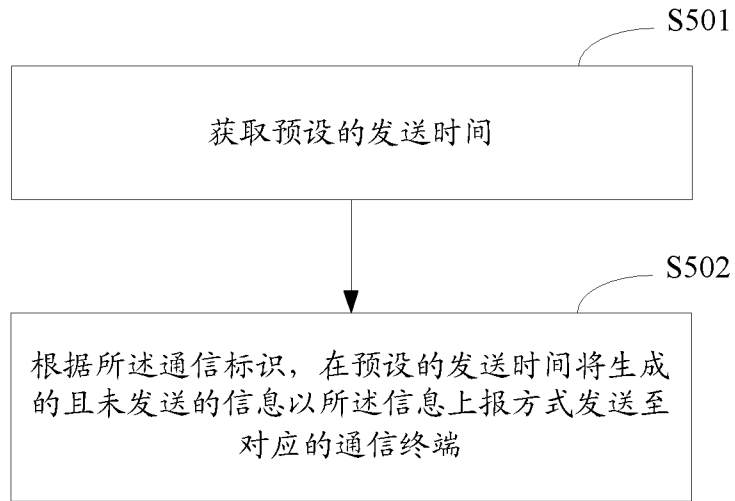 S501
获取预设的发送时间
S502
根据所述通信标识，在预设的发送时间将生成
的且未发送的信息以所述信息上报方式发送至
对应的通信终端